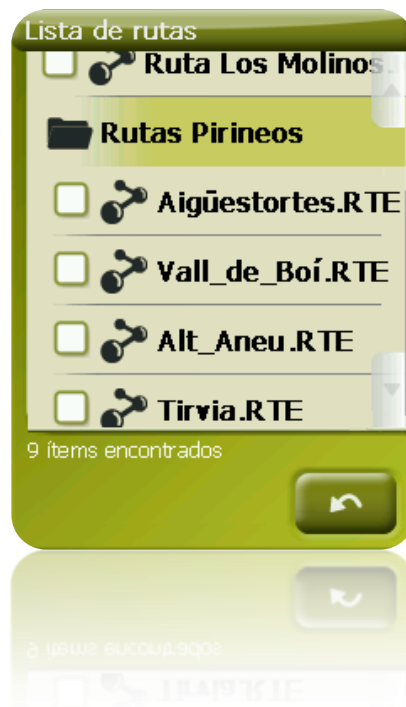 Lista de rutas
Ruta Los Molinos.
Rutas Pirineos
Aigüestortes.RTE
Vall_de_Boí.RTE
Alt_Aneu.RTE
Tirvia.RTE
9 ítems encontrados